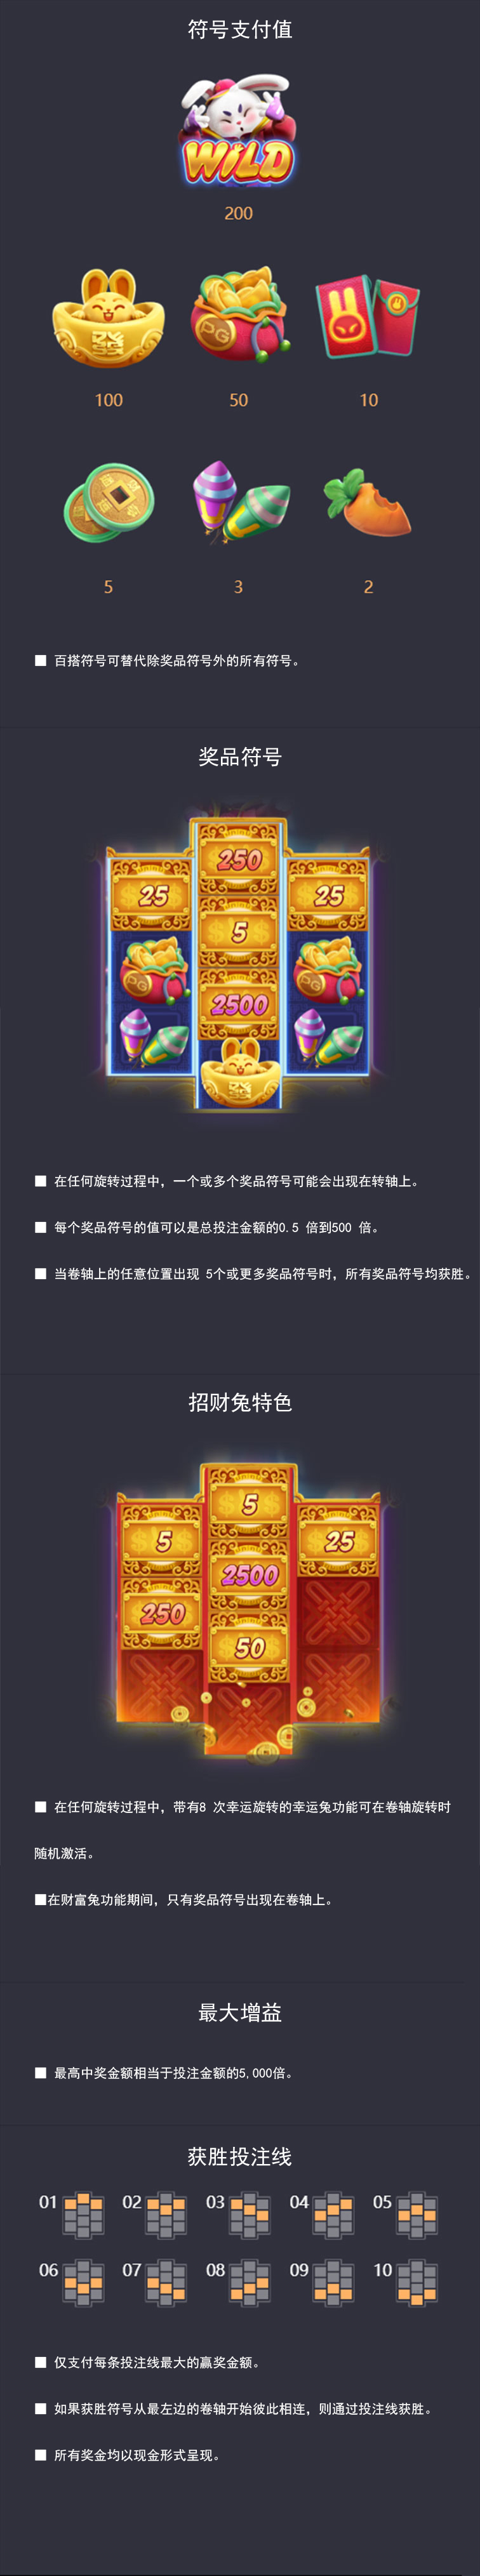 符号支付值
WILD
200
發
PG
100 50 10
5 3 2
■ 百搭符号可替代除奖品符号外的所有符号。
奖品符号
250
25 25
5
PG PG
2500
發
■ 在任何旋转过程中，一个或多个奖品符号可能会出现在转轴上。
■ 每个奖品符号的值可以是总投注金额的0.5 倍到500 倍。
■ 当卷轴上的任意位置出现 5个或更多奖品符号时，所有奖品符号均获胜。
招财兔特色
5
5 25
2500
250
50
■ 在任何旋转过程中，带有8 次幸运旋转的幸运兔功能可在卷轴旋转时
随机激活。
■在财富兔功能期间，只有奖品符号出现在卷轴上。
最大增益
■ 最高中奖金额相当于投注金额的5,000倍。
获胜投注线
01 02 03 04 05
06 07 08 09 10
■ 仅支付每条投注线最大的赢奖金额。
■ 如果获胜符号从最左边的卷轴开始彼此相连，则通过投注线获胜。
■ 所有奖金均以现金形式呈现。